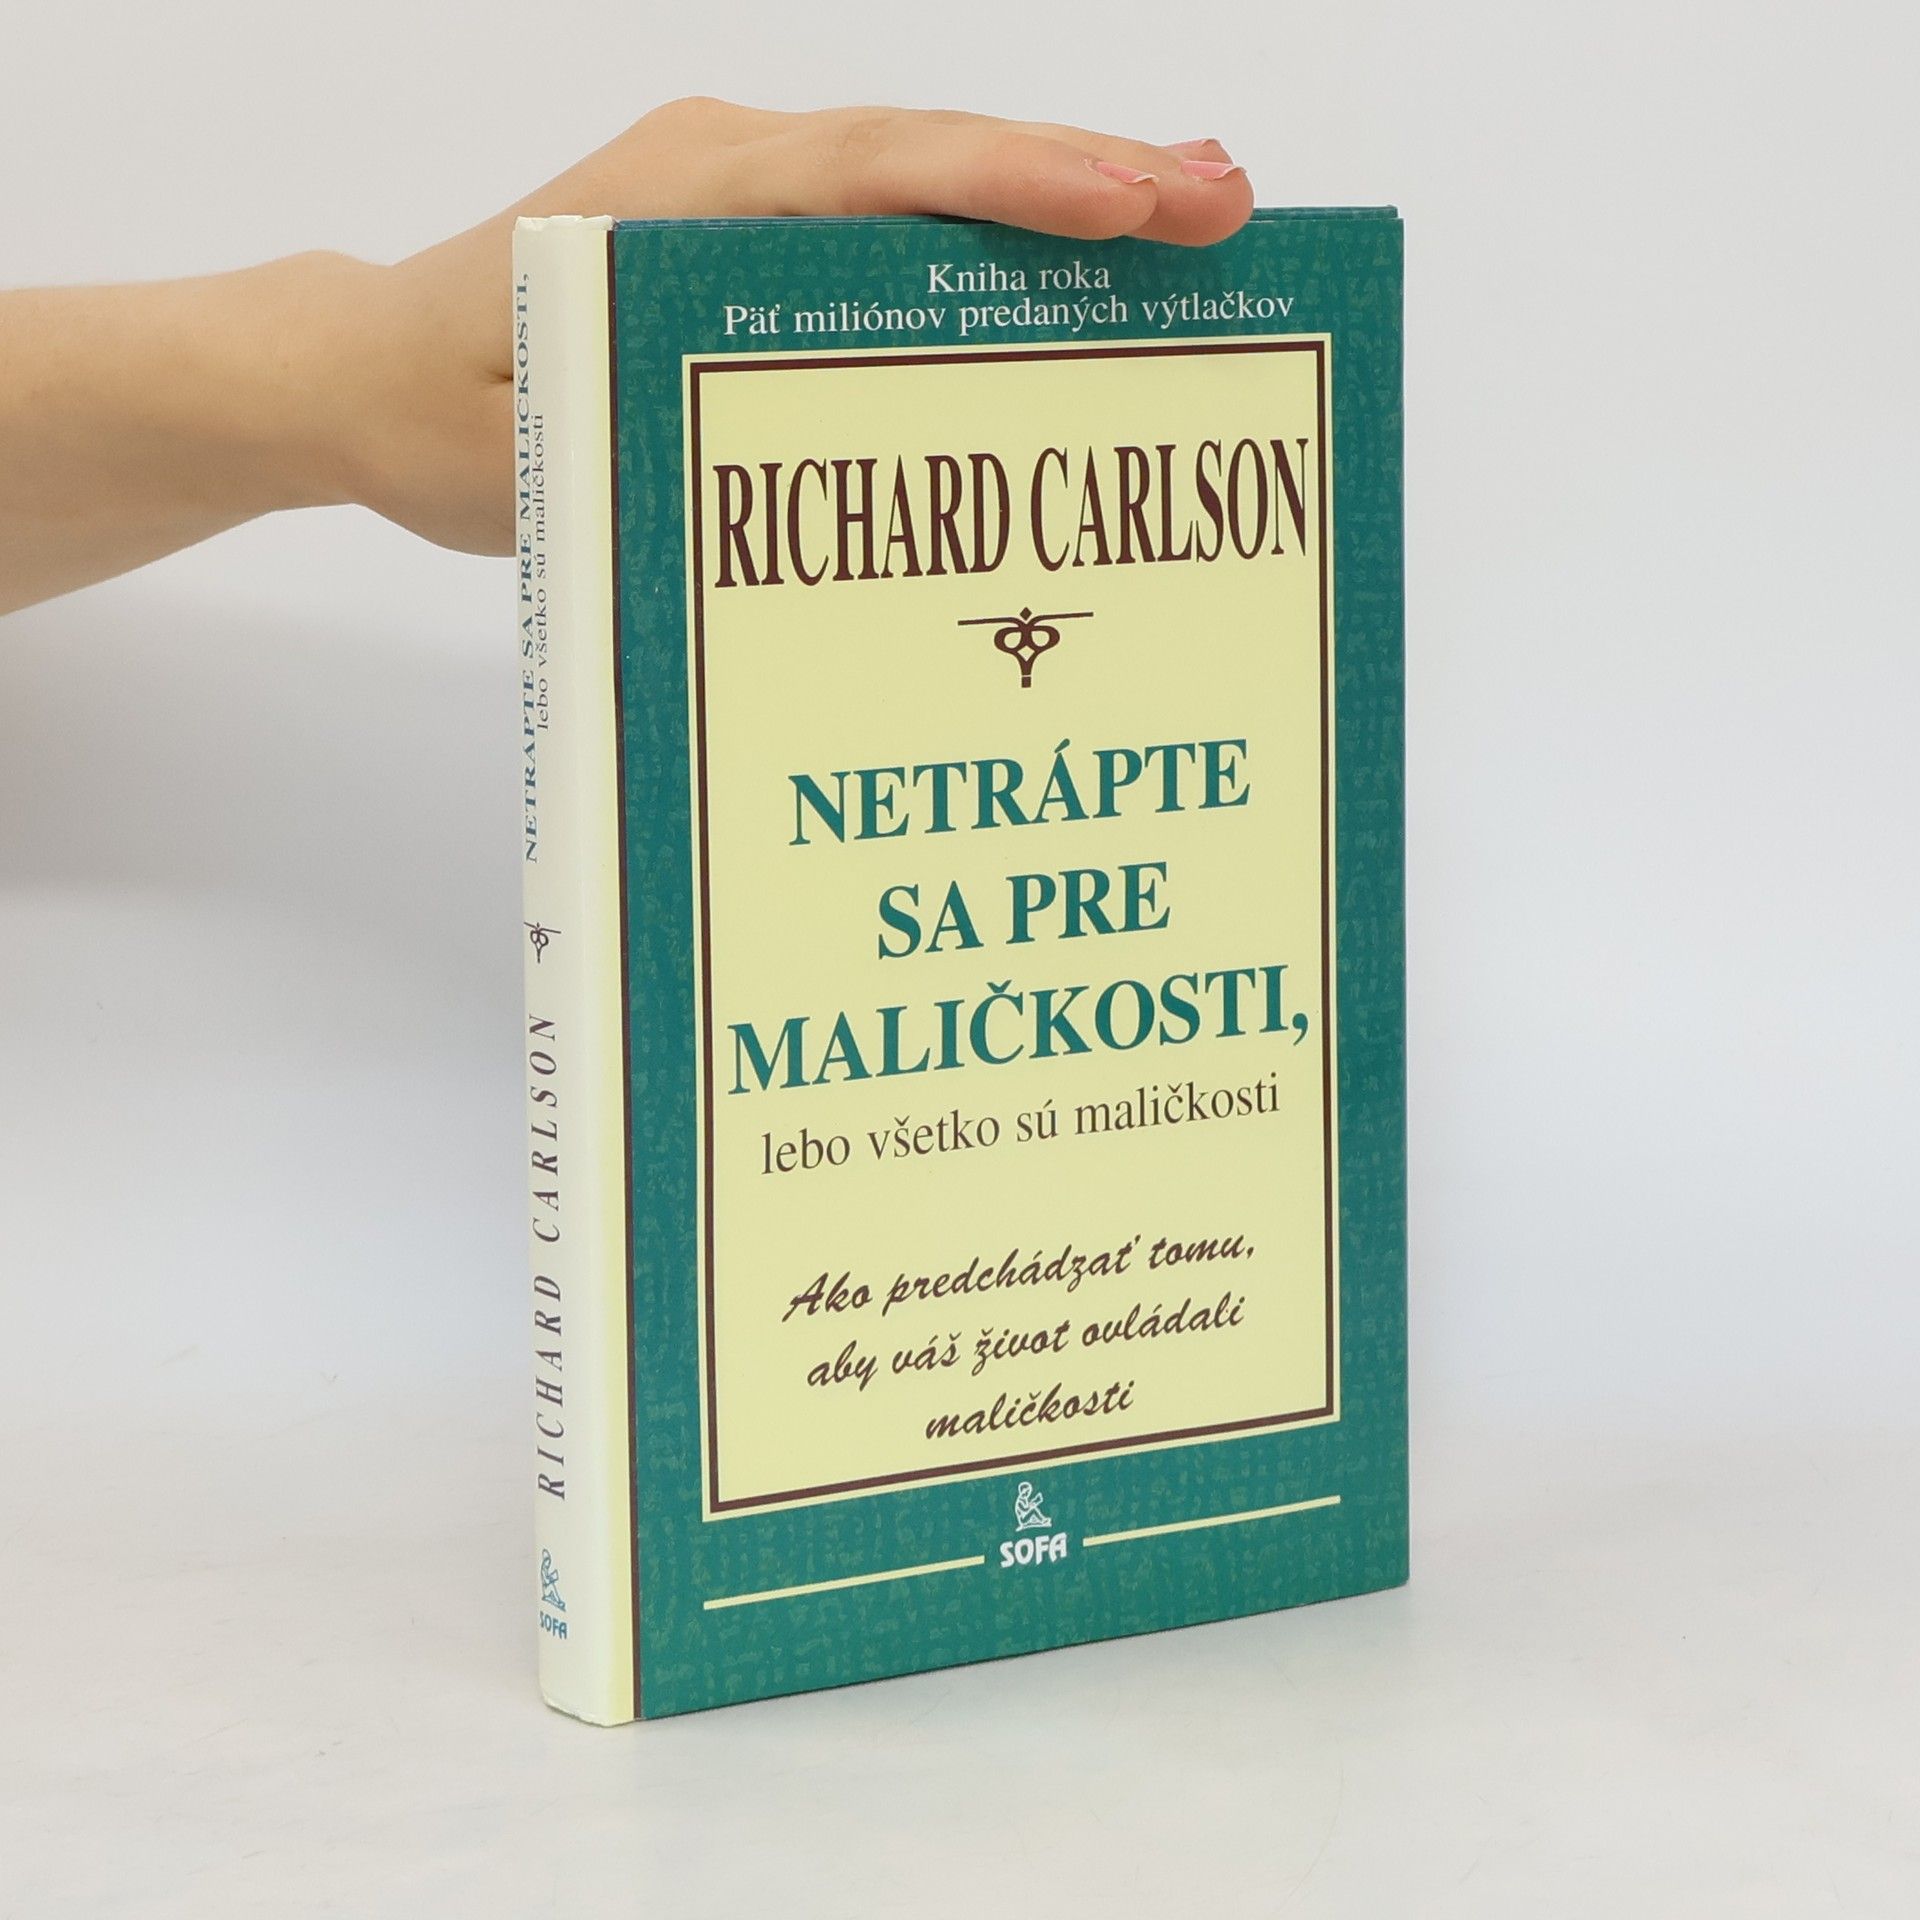 Kniha roka
Päť miliónov predaných výtlačkov
RICHARD CARLSON
NETRÁPTE
SA PRE
MALIČKOSTI,
lebo všetko sú maličkosti
Ako predchádzať tomu,
aby váš život ovládali
maličkosti
SOFA
NETRÁPTE SA PRE MALIČKOSTI,
lebo všetko sú maličkosti
RICHARD CARLSON
SOFA